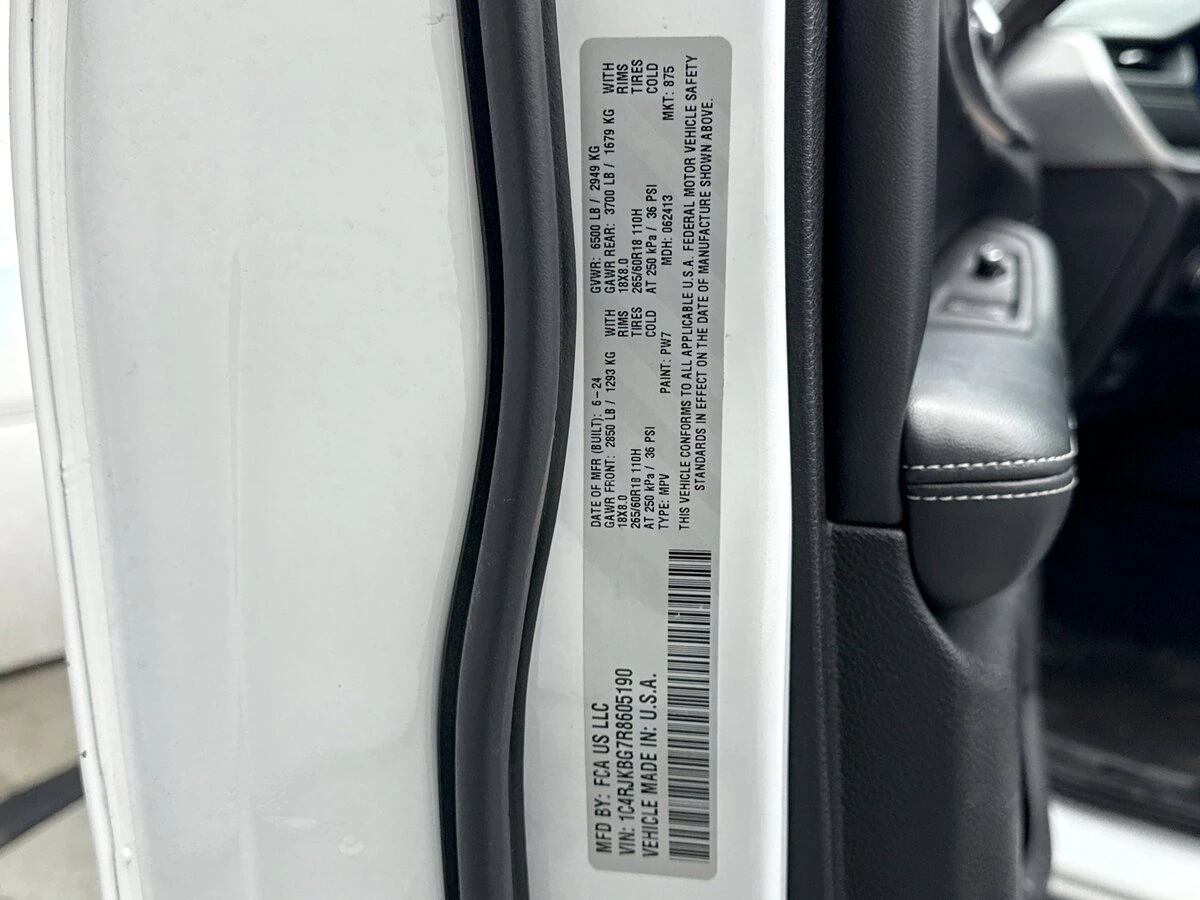 MFD BY: FCA US LLC
VIN: 1C4RJKBG7R8605190
VEHICLE MADE IN: U.S.A.
DATE OF MFR (BUILT): 6-24 GVWR: 6500 LB / 2949 KG
GAWR FRONT: 2850 LB / 1293 KG WITH GAWR REAR: 3700 LB / 1679 KG WITH
18X8.0 RIMS 18X8.0 RIMS
265/60R18 110H TIRES 265/60R18 110H TIRES
AT 250 kPa / 36 PSI COLD AT 250 kPa / 36 PSI COLD
TYPE: MPV PAINT: PW7 MDH: 062413 MKT: 875
THIS VEHICLE CONFORMS TO ALL APPLICABLE U.S.A. FEDERAL MOTOR VEHICLE SAFETY
STANDARDS IN EFFECT ON THE DATE OF MANUFACTURE SHOWN ABOVE.